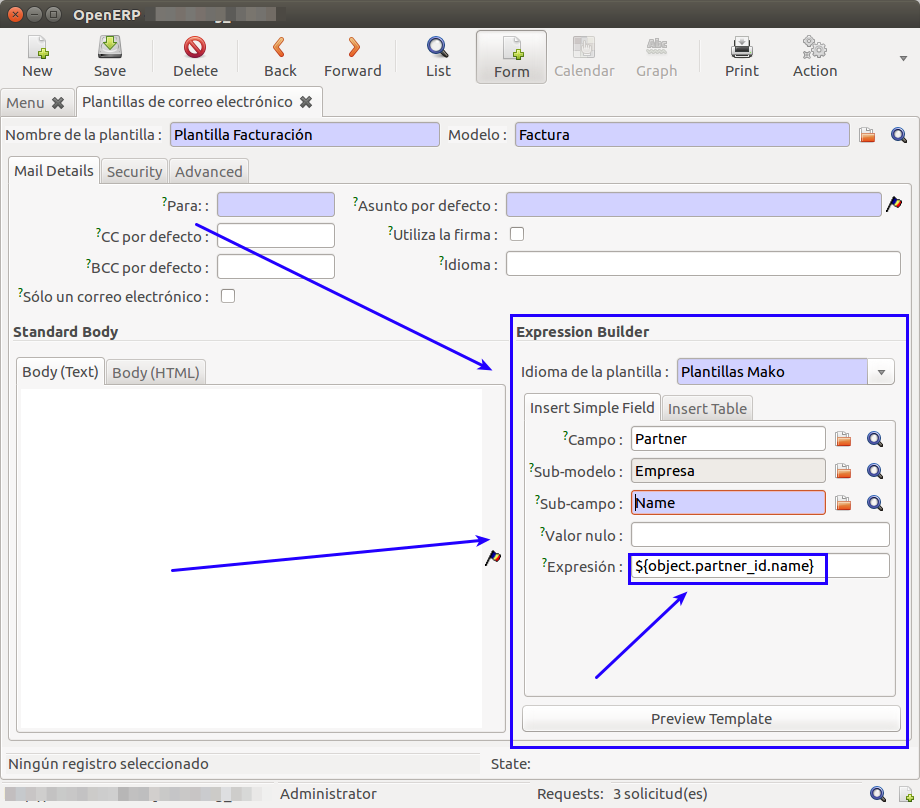 OpenERP
New Save Delete Back Forward List Form Calendar Graph Print Action
Menu Plantillas de correo electrónico
Nombre de la plantilla : Plantilla Facturación Modelo : Factura
Mail Details Security Advanced
?Para: : ?Asunto por defecto :
?CC por defecto : ?Utiliza la firma :
?BCC por defecto : ?Idioma :
?Sólo un correo electrónico :
Standard Body
Body (Text) Body (HTML)
Expression Builder
Idioma de la plantilla : Plantillas Mako
Insert Simple Field Insert Table
?Campo : Partner
?Sub-modelo : Empresa
?Sub-campo : Name
?Valor nulo :
?Expresión : ${object.partner_id.name}
Preview Template
Ningún registro seleccionado State:
Administrator Requests: 3 solicitud(es)